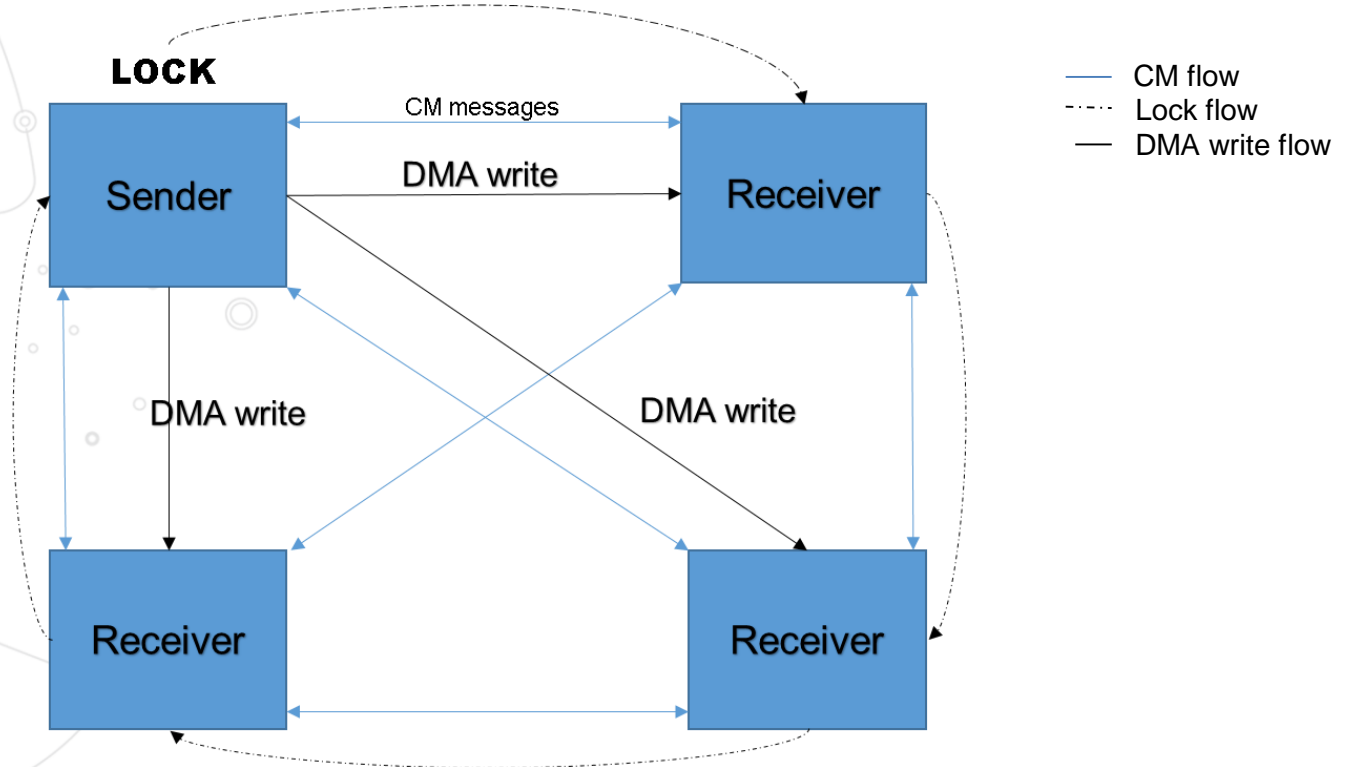 LOCK
CM messages
CM flow
Lock flow
DMA write flow
Sender
DMA write
Receiver
DMA write
DMA write
Receiver
Receiver